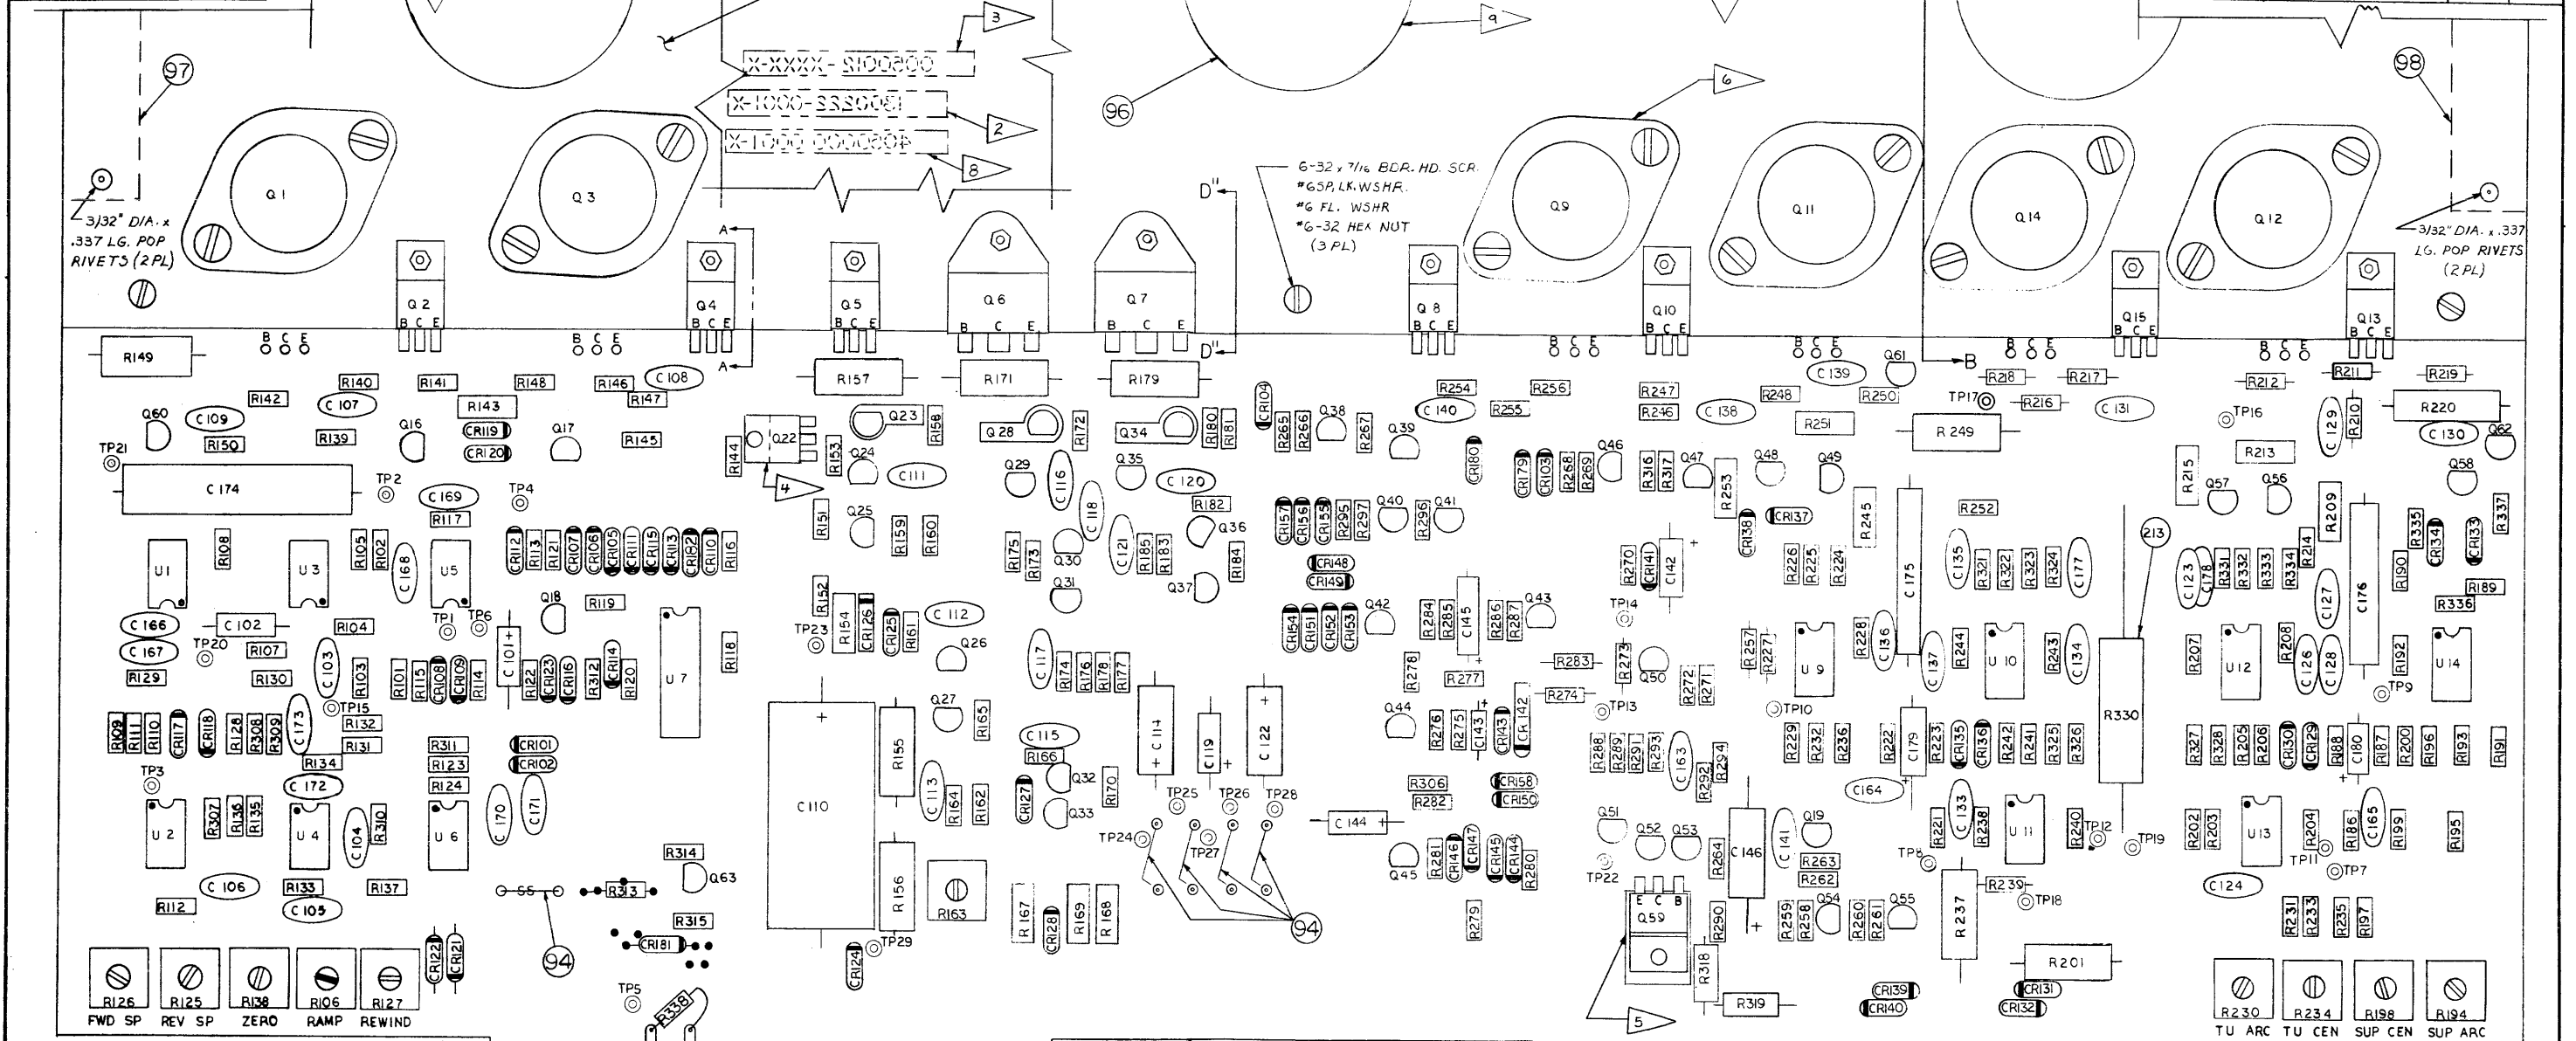 3
9
X-XXXX-S100200
X-1000-ƐƐƐ008I
X-1000 0000004
2
8
6
97
96
98
6-32 x 7/16 BDR. HD. SCR.
#6SP, LK. WSHR.
#6 FL. WSHR
#6-32 HEX NUT
(3 PL)
3/32" DIA. x
.337 LG. POP
RIVETS (2PL)
3/32" DIA. x .337
LG. POP RIVETS
(2 PL)
D"
D"
A
A
B
Q1 Q3 Q9 Q11 Q14 Q12
Q2 Q4 Q5 Q6 Q7 Q8 Q10 Q15 Q13
B C E B C E B C E B C E B C E B C E B C E B C E B C E
B C E B C E B C E B C E B C E B C E
R149 R157 R171 R179 C139 Q61
R140 R141 R148 R146 C108 CR104 R254 R256 R247 R248 R250 R218 R217 R212 R211 R219
R142 C107 R143 R147 C140 R255 R246 C138 TP17 R216 C131 TP16 C129 R210 R220
Q60 C109 R150 R139 Q16 CR119 CR120 Q17 R145 R144 Q22 R153 Q23 R158 Q28 R172 Q34 R180 R181 R265 R266 Q38 R267 Q39 R251 R249 C130 Q62
TP21 C174 TP2 C169 TP4 4 Q24 C111 Q29 C116 Q35 C120 CR180 CR179 CR103 R268 R269 Q46 R316 R317 Q47 R253 Q48 Q49 R215 R213 Q57 Q56 Q58
R117 R151 Q25 R159 R160 C118 R182 Q36 CR157 CR156 CR155 R295 R297 Q40 R296 Q41 CR138 CR137 R245 R252 R209 R335 CR134 CR133 R337
R108 R105 R102 C168 CR112 R113 R121 CR107 CR106 CR105 CR111 CR115 CR113 CR182 CR110 R116 R175 R173 Q30 C121 R185 R183 R184 CR148 CR149 R270 CR141 C142 R226 R225 R224 C175 C135 R321 R322 R323 R324 C177 213 C123 C178 R331 R332 R333 R334 R214 C176 R190
U1 U3 U5 Q31 Q37 R189 R336
C166 C102 R104 TP1 TP6 Q18 R119 R152 R154 CR126 CR125 R161 C112 CR154 CR151 CR152 CR153 Q42 R284 R285 C145 R286 R287 Q43 TP14 C127
C167 TP20 R107 C103 C101 R118 TP23 Q26 R257 R227 U9 R228 C136 C137 R244 U10 R243 C134 R207 U12 R208 C126 C128 R192 U14
R129 R130 R103 R101 R115 CR108 CR109 R114 R122 CR123 CR116 R312 CR114 R120 U7 C117 R174 R176 R178 R177 R278 R277 R283 R274 R273 Q50 R272 R271 TP9
R109 R111 R110 CR117 CR118 R128 R308 R309 C173 TP15 R132 R131 R311 CR101 Q27 R165 C114 C119 C122 Q44 R276 R275 C143 CR143 CR142 TP13 TP10 R330
TP3 R134 R123 CR102 C110 R155 C115 R166 R288 R289 R291 R293 C163 R292 R294 R229 R232 R236 R222 C179 R223 CR135 CR136 R242 R241 R325 R326 R327 R328 R205 R206 CR130 CR129 R188 C180 R187 R200 R196 R193 R191
C172 R124 C170 C171 C113 R164 R162 CR127 Q32 Q33 R170 TP25 TP26 TP28 R306 R282 CR158 CR150 C164
U2 R307 R136 R135 U4 C104 R310 U6 TP24 TP27 C144 Q51 Q52 Q53 R264 C146 C141 Q19 R221 C133 R238 U11 R240 TP12 TP19 R202 R203 U13 R204 R186 C165 R199 R195
R314 Q63 R156 R163 Q45 R281 CR146 CR147 CR145 CR144 R280 TP22 R263 R262 TP8 TP11 TP7
C106 R133 R137 SS R313 E C B R239 C124
R112 C105 R315 R167 CR128 R169 R168 R279 Q59 R290 R259 R258 Q54 R260 R261 Q55 R237 TP18 R231 R233 R235 R197
CR122 CR121 94 CR181 CR124 TP29 94 R318 R201
R126 R125 R138 R106 R127 TP5 R338 5 R319 CR139 CR140 CR131 CR132 R230 R234 R198 R194
FWD SP REV SP ZERO RAMP REWIND TU ARC TU CEN SUP CEN SUP ARC